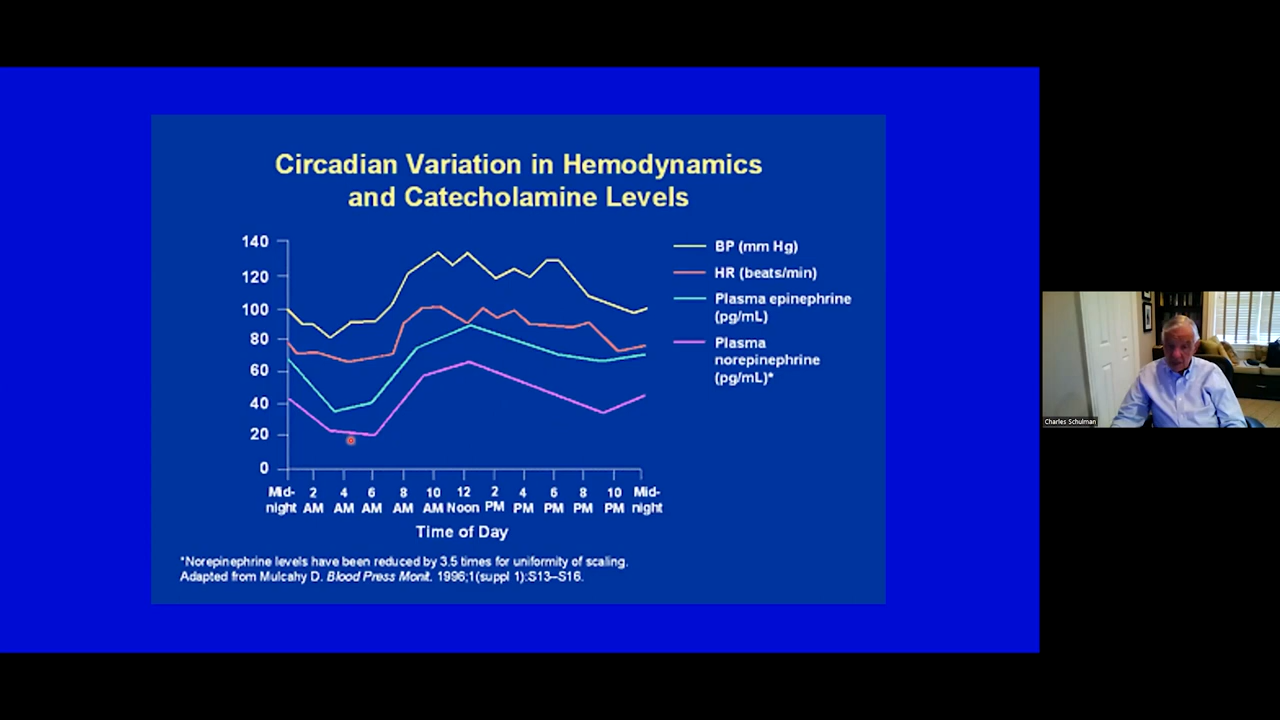 Circadian Variation in Hemodynamics
and Catecholamine Levels
140
120
100
80
60
40
20
0
Mid-night
2 AM
4 AM
6 AM
8 AM
10 AM
12 Noon
2 PM
4 PM
6 PM
8 PM
10 PM
Mid-night
Time of Day
BP (mm Hg)
HR (beats/min)
Plasma epinephrine
(pg/mL)
Plasma
norepinephrine
(pg/mL)*
*Norepinephrine levels have been reduced by 3.5 times for uniformity of scaling.
Adapted from Mulcahy D. Blood Press Monit. 1996;1(suppl 1):S13–S16.
Charles Schulman